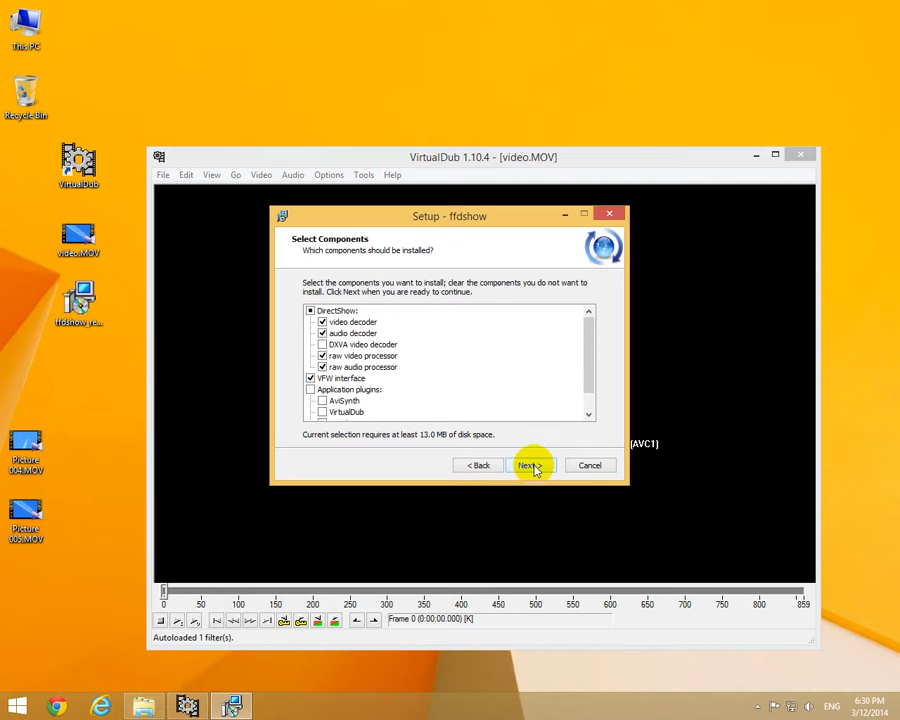 This PC
Recycle Bin
VirtualDub
video.MOV
ffdshow_re...
Picture
004.MOV
Picture
005.MOV
VirtualDub 1.10.4 - [video.MOV]
File Edit View Go Video Audio Options Tools Help
Setup - ffdshow
Select Components
Which components should be installed?
Select the components you want to install; clear the components you do not want to
install. Click Next when you are ready to continue.
DirectShow:
video decoder
audio decoder
DXVA video decoder
raw video processor
raw audio processor
VFW interface
Application plugins:
AviSynth
VirtualDub
Current selection requires at least 13.0 MB of disk space.
< Back Next > Cancel
(AVC1)
0 50 100 150 200 250 300 350 400 450 500 550 600 650 700 750 800 859
Frame 0 (0:00:00.000) [K]
Autoloaded 1 filter(s).
ENG
6:30 PM
3/12/2014